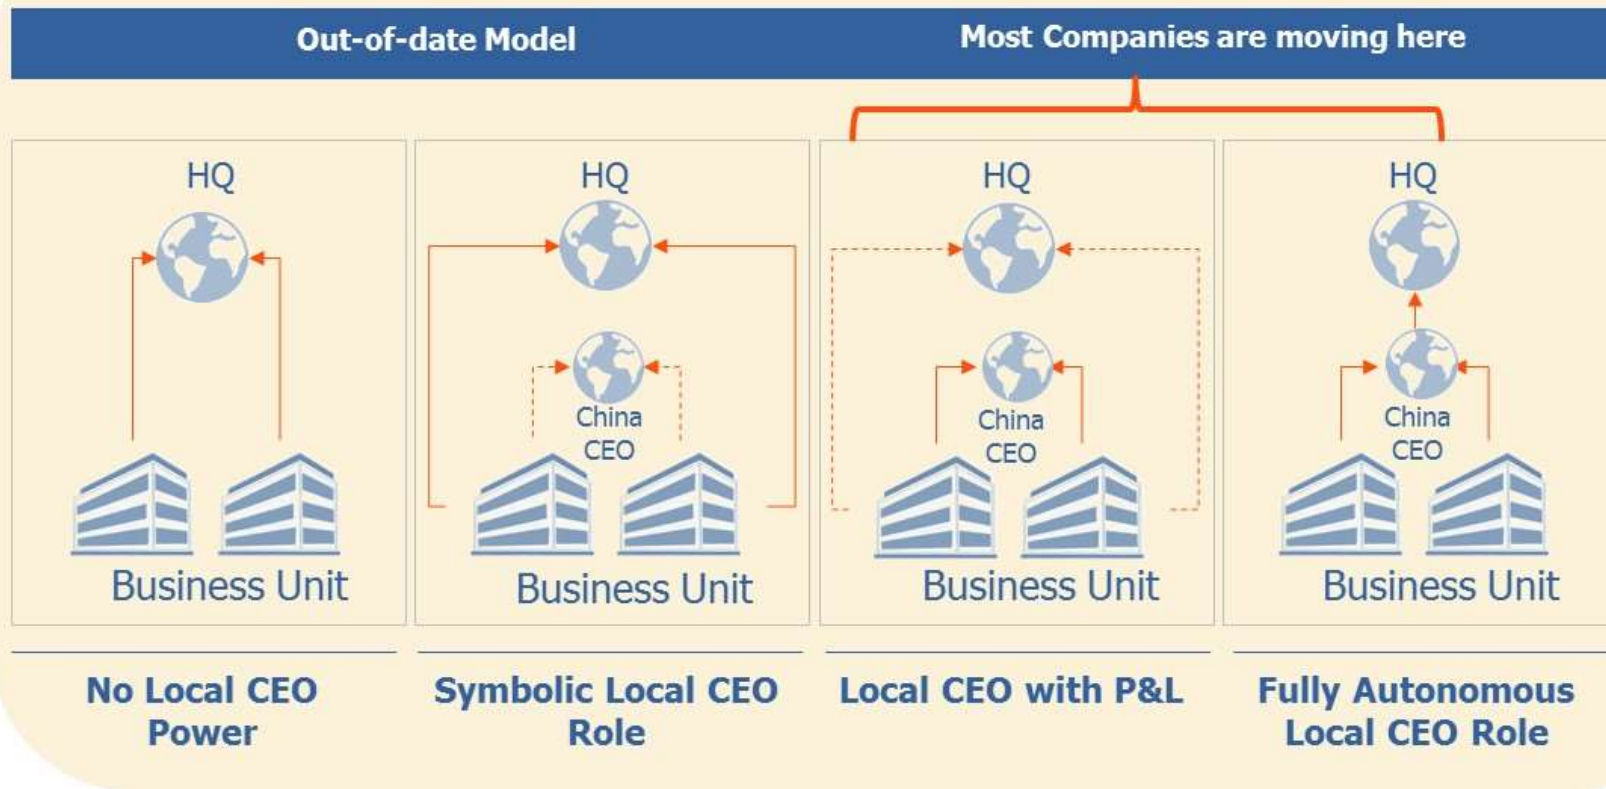 Out-of-date Model
Most Companies are moving here
HQ
Business Unit
No Local CEO
Power
HQ
China
CEO
Business Unit
Symbolic Local CEO
Role
HQ
China
CEO
Business Unit
Local CEO with P&L
HQ
China
CEO
Business Unit
Fully Autonomous
Local CEO Role